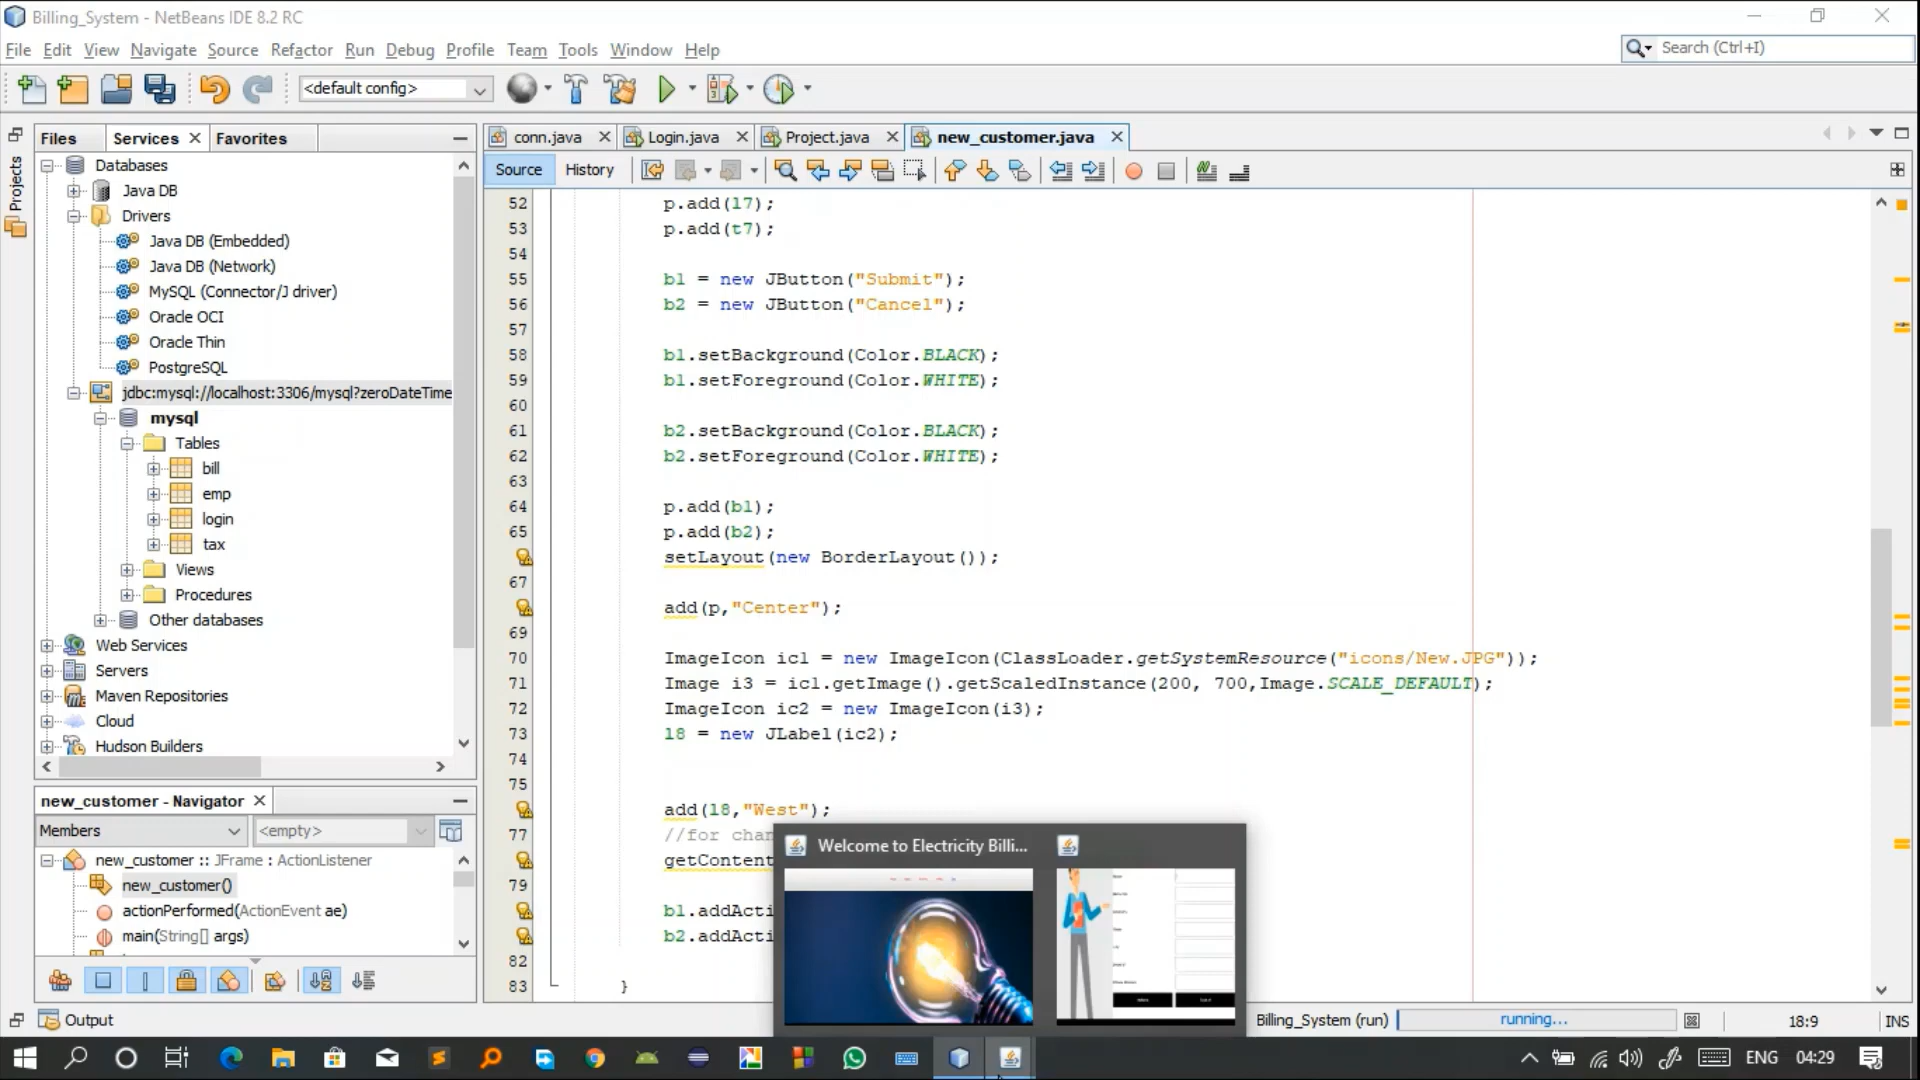 Billing_System - NetBeans IDE 8.2 RC
File Edit View Navigate Source Refactor Run Debug Profile Team Tools Window Help
Search (Ctrl+I)
<default config>
Files Services Favorites
conn.java Login.java Project.java new_customer.java
Source History
Projects
Databases
Java DB
Drivers
Java DB (Embedded)
Java DB (Network)
MySQL (Connector/J driver)
Oracle OCI
Oracle Thin
PostgreSQL
jdbc:mysql://localhost:3306/mysql?zeroDateTime
mysql
Tables
bill
emp
login
tax
Views
Procedures
Other databases
Web Services
Servers
Maven Repositories
Cloud
Hudson Builders
new_customer - Navigator
Members <empty>
new_customer :: JFrame : ActionListener
new_customer()
actionPerformed(ActionEvent ae)
main(String[] args)
52 p.add(l7);
53 p.add(t7);
54
55 b1 = new JButton("Submit");
56 b2 = new JButton("Cancel");
57
58 b1.setBackground(Color.BLACK);
59 b1.setForeground(Color.WHITE);
60
61 b2.setBackground(Color.BLACK);
62 b2.setForeground(Color.WHITE);
63
64 p.add(b1);
65 p.add(b2);
setLayout(new BorderLayout());
67
add(p,"Center");
69
70 ImageIcon ic1 = new ImageIcon(ClassLoader.getSystemResource("icons/New.JPG"));
71 Image i3 = ic1.getImage().getScaledInstance(200, 700,Image.SCALE_DEFAULT);
72 ImageIcon ic2 = new ImageIcon(i3);
73 l8 = new JLabel(ic2);
74
75
add(l8,"West");
77 //for chan
getContent
79
b1.addActi
b2.addActi
82
83 }
Welcome to Electricity Billi...
Output
Billing_System (run) running... 18:9 INS
ENG 04:29